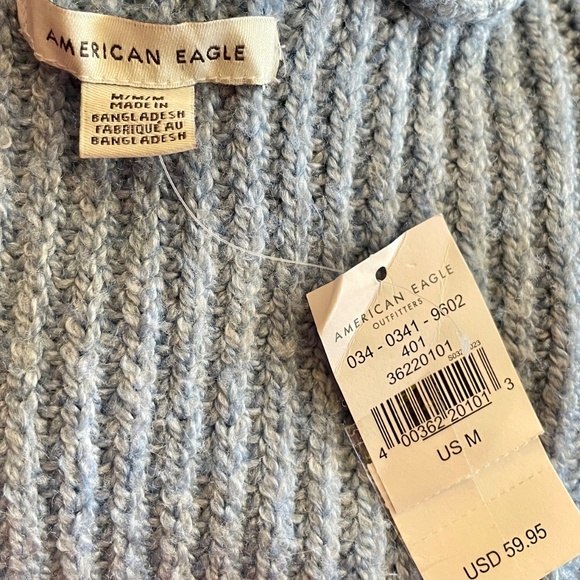 AMERICAN EAGLE
M/M/M
MADE IN
BANGLADESH
FABRIQUÉ AU
BANGLADESH
AMERICAN EAGLE
OUTFITTERS
034 - 0341 - 9602
401
36220101
4 00362 20101 3
US M
USD 59.95